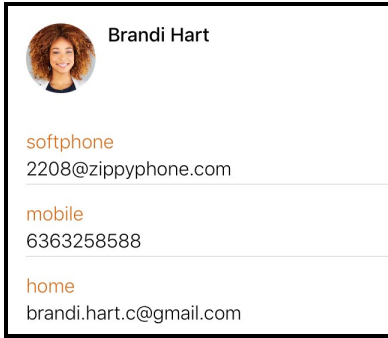 Brandi Hart
softphone
2208@zippyphone.com
mobile
6363258588
home
brandi.hart.c@gmail.com